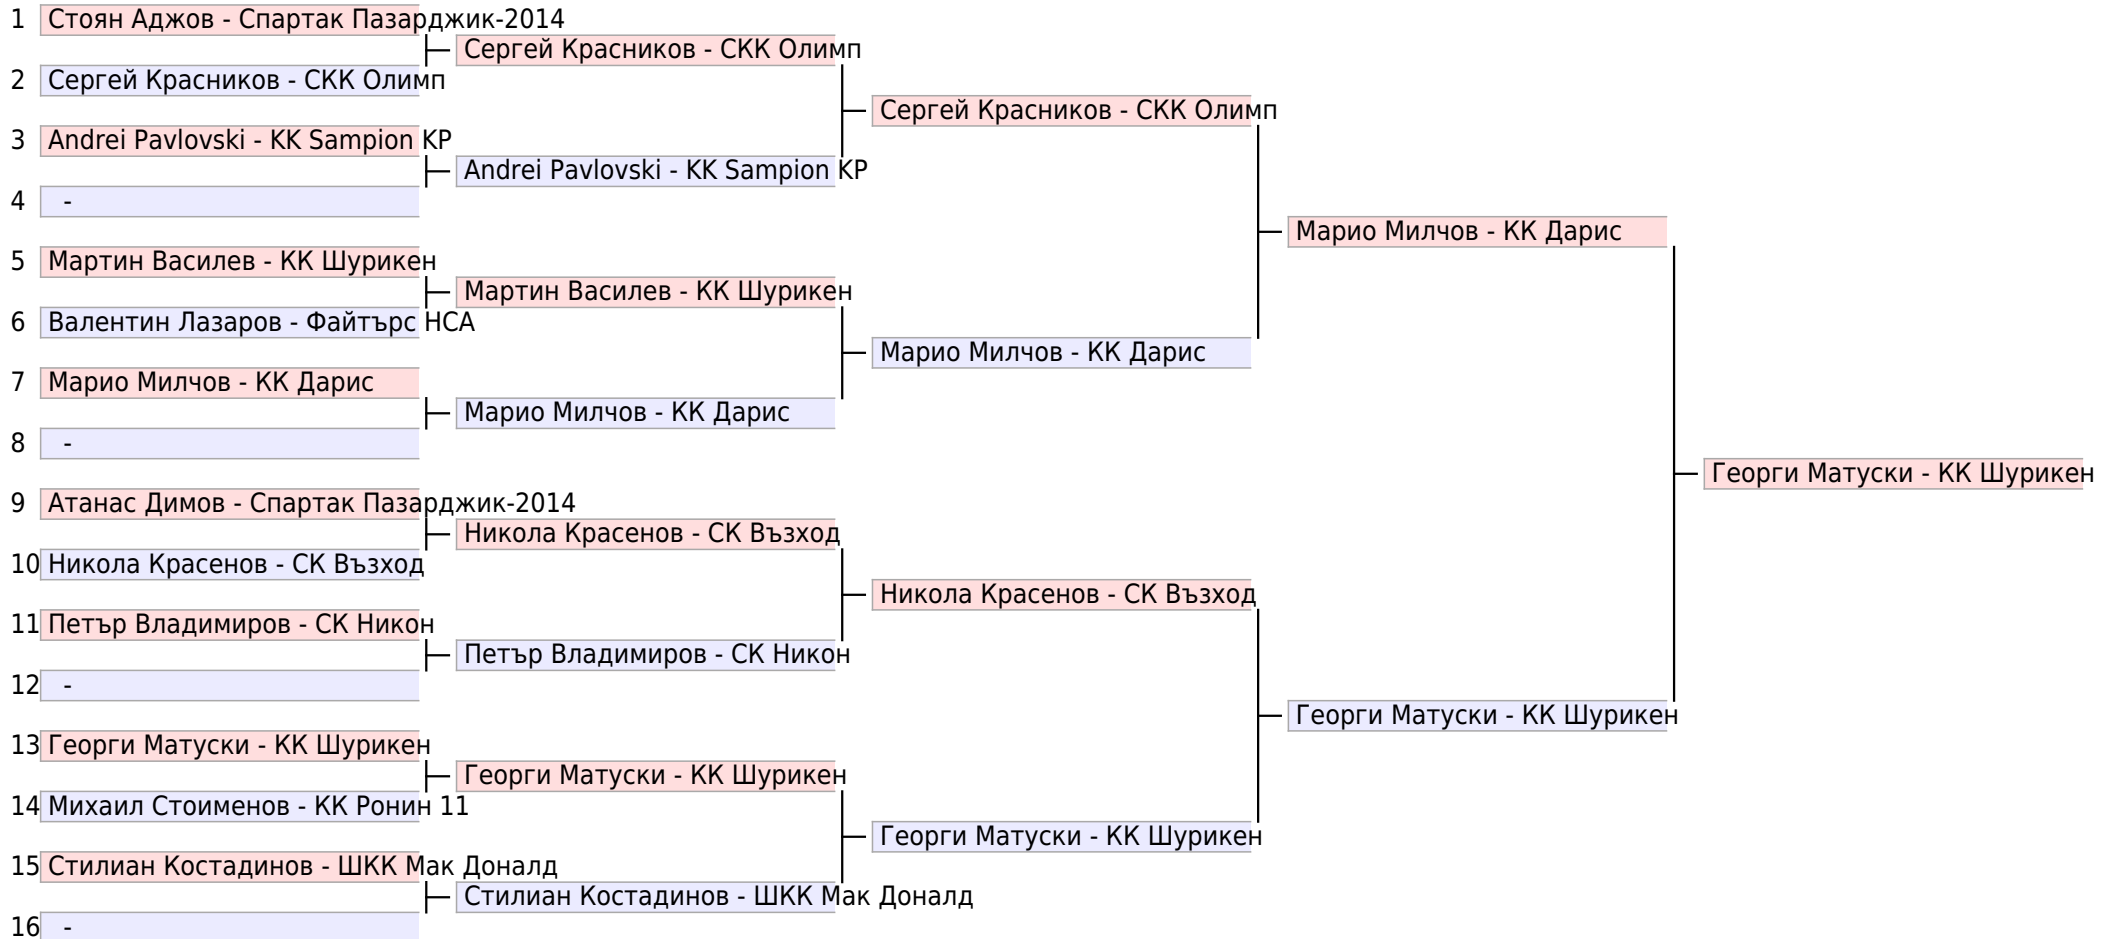 1 Стоян Аджов - Спартак Пазарджик-2014
2 Сергей Красников - СКК Олимп
3 Andrei Pavlovski - KK Sampion KP
4 -
5 Мартин Василев - КК Шурикен
6 Валентин Лазаров - Файтърс НСА
7 Марио Милчов - КК Дарис
8 -
9 Атанас Димов - Спартак Пазарджик-2014
10 Никола Красенов - СК Възход
11 Петър Владимиров - СК Никон
12 -
13 Георги Матуски - КК Шурикен
14 Михаил Стоименов - КК Ронин 11
15 Стилиан Костадинов - ШКК Мак Доналд
16 -
Сергей Красников - СКК Олимп
Andrei Pavlovski - KK Sampion KP
Мартин Василев - КК Шурикен
Марио Милчов - КК Дарис
Никола Красенов - СК Възход
Петър Владимиров - СК Никон
Георги Матуски - КК Шурикен
Стилиан Костадинов - ШКК Мак Доналд
Сергей Красников - СКК Олимп
Марио Милчов - КК Дарис
Никола Красенов - СК Възход
Георги Матуски - КК Шурикен
Марио Милчов - КК Дарис
Георги Матуски - КК Шурикен
Георги Матуски - КК Шурикен